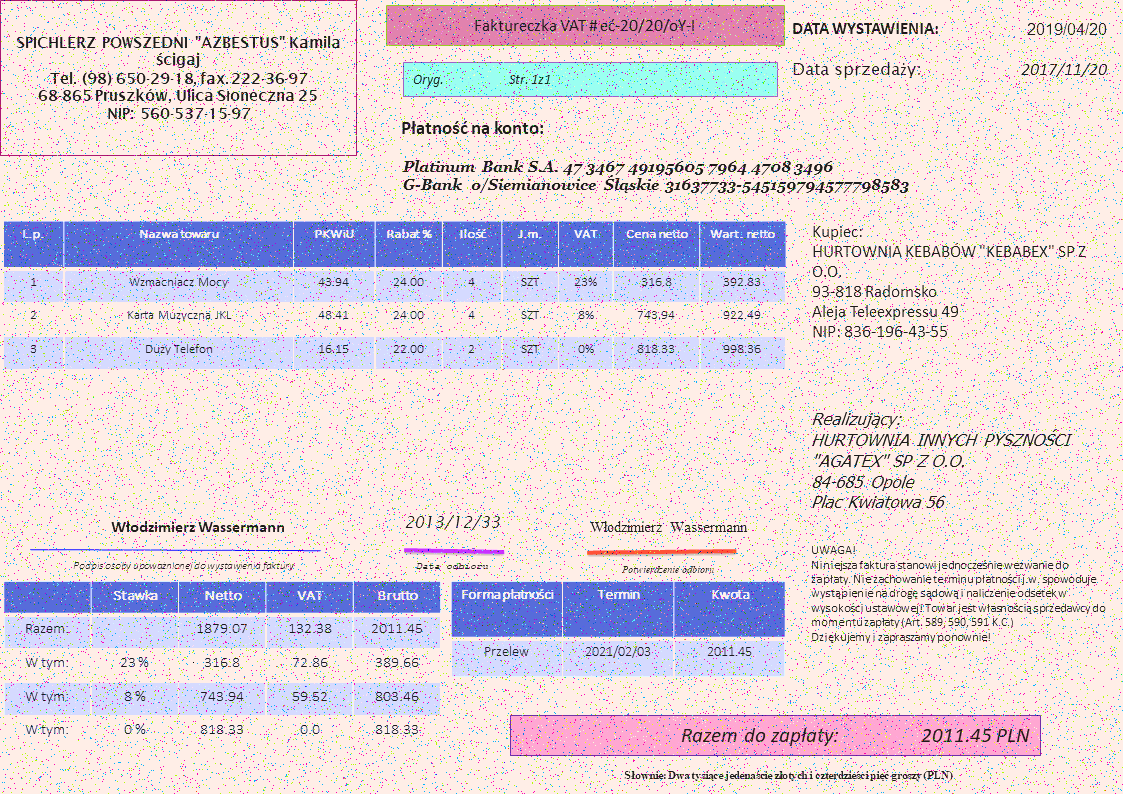 SPICHLERZ POWSZEDNI "AZBESTUS" Kamila
ścigaj
Tel. (98) 650-29-18, fax. 222-36-97
68-865 Pruszków, Ulica Słoneczna 25
NIP: 560-537-15-97
Faktureczka VAT #eć-20/20/oY-I
Oryg. Str. 1z1
DATA WYSTAWIENIA: 2019/04/20
Data sprzedaży: 2017/11/20
Płatność na konto:
Platinum Bank S.A. 47 3467 49195605 7964 4708 3496
G-Bank o/Siemianowice Śląskie 31637733-545159794577798583
L.p. Nazwa towaru PKWiU Rabat % Ilość J.m. VAT Cena netto Wart. netto
1 Wzmacniacz Mocy 43.94 24.00 4 SZT 23% 316.8 392.83
2 Karta Muzyczna JKL 48.41 24.00 4 SZT 8% 743.94 922.49
3 Duży Telefon 16.15 22.00 2 SZT 0% 818.33 998.36
Kupiec:
HURTOWNIA KEBABÓW "KEBABEX" SP Z
O.O.
93-818 Radomsko
Aleja Teleexpressu 49
NIP: 836-196-43-55
Realizujący:
HURTOWNIA INNYCH PYSZNOŚCI
"AGATEX" SP Z O.O.
84-685 Opole
Plac Kwiatowa 56
Włodzimierz Wassermann
Podpis osoby upoważnionej do wystawienia faktury
2013/12/33
Data odbioru
Włodzimierz Wassermann
Potwierdzenie odbioru
UWAGA!
Niniejsza faktura stanowi jednocześnie wezwanie do
zapłaty. Niezachowanie terminu płatności j.w. spowoduje
wystąpienie na drogę sądową i naliczenie odsetek w
wysokości ustawowej! Towar jest własnością sprzedawcy do
momentu zapłaty (Art. 589, 590, 591 K.C.)
Dziękujemy i zapraszamy ponownie!
Stawka Netto VAT Brutto
Razem: 1879.07 132.38 2011.45
W tym: 23 % 316.8 72.86 389.66
W tym: 8 % 743.94 59.52 803.46
W tym: 0 % 818.33 0.0 818.33
Forma płatności Termin Kwota
Przelew 2021/02/03 2011.45
Razem do zapłaty: 2011.45 PLN
Słownie: Dwa tysiące jedenaście złotych i czterdzieści pięć groszy (PLN)